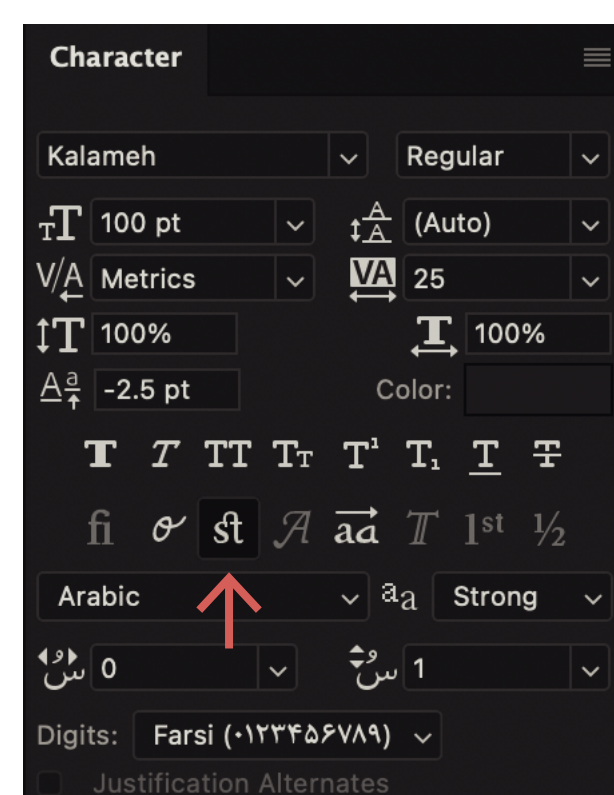 Character
Kalameh Regular
100 pt (Auto)
Metrics 25
100% 100%
-2.5 pt Color:
T T TT Tт T¹ T₁ T T
fi o st A aa T 1st ½
Arabic aa Strong
0 1
Digits: Farsi (۰۱۲۳۴۵۶۷۸۹)
Justification Alternates